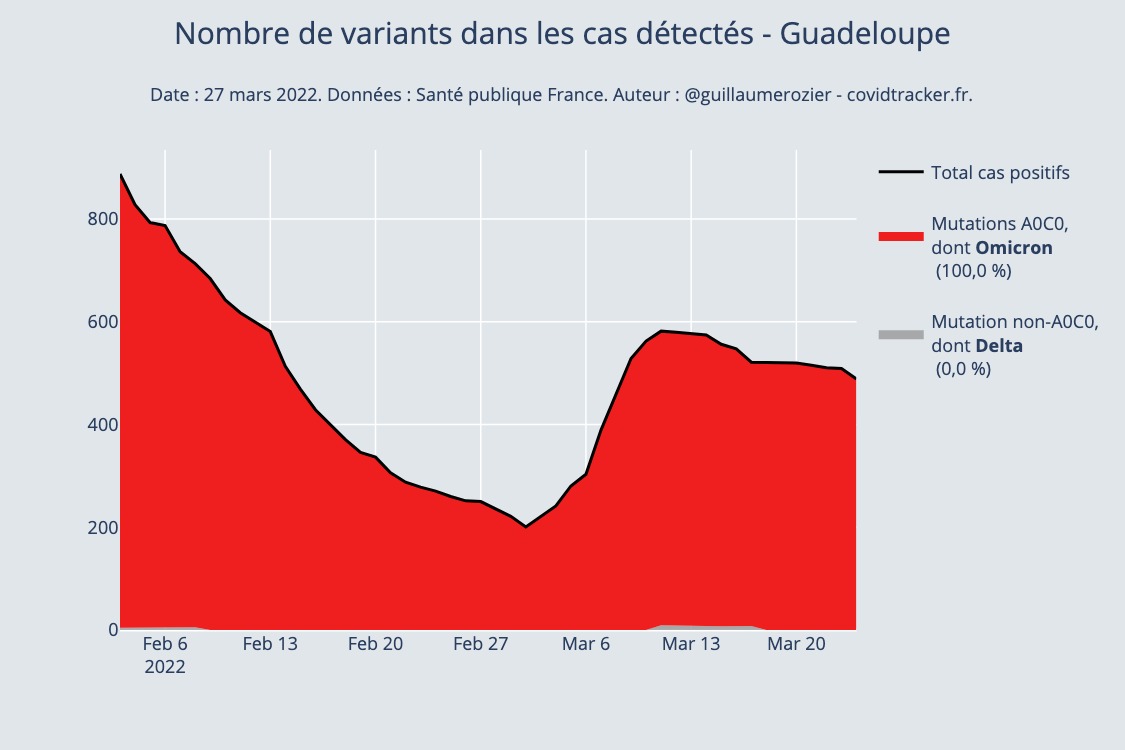 Nombre de variants dans les cas détectés - Guadeloupe
Date : 27 mars 2022. Données : Santé publique France. Auteur : @guillaumerozier - covidtracker.fr.
Total cas positifs
Mutations A0C0,
dont Omicron
(100,0 %)
Mutation non-A0C0,
dont Delta
(0,0 %)
800
600
400
200
0
Feb 6 Feb 13 Feb 20 Feb 27 Mar 6 Mar 13 Mar 20
2022